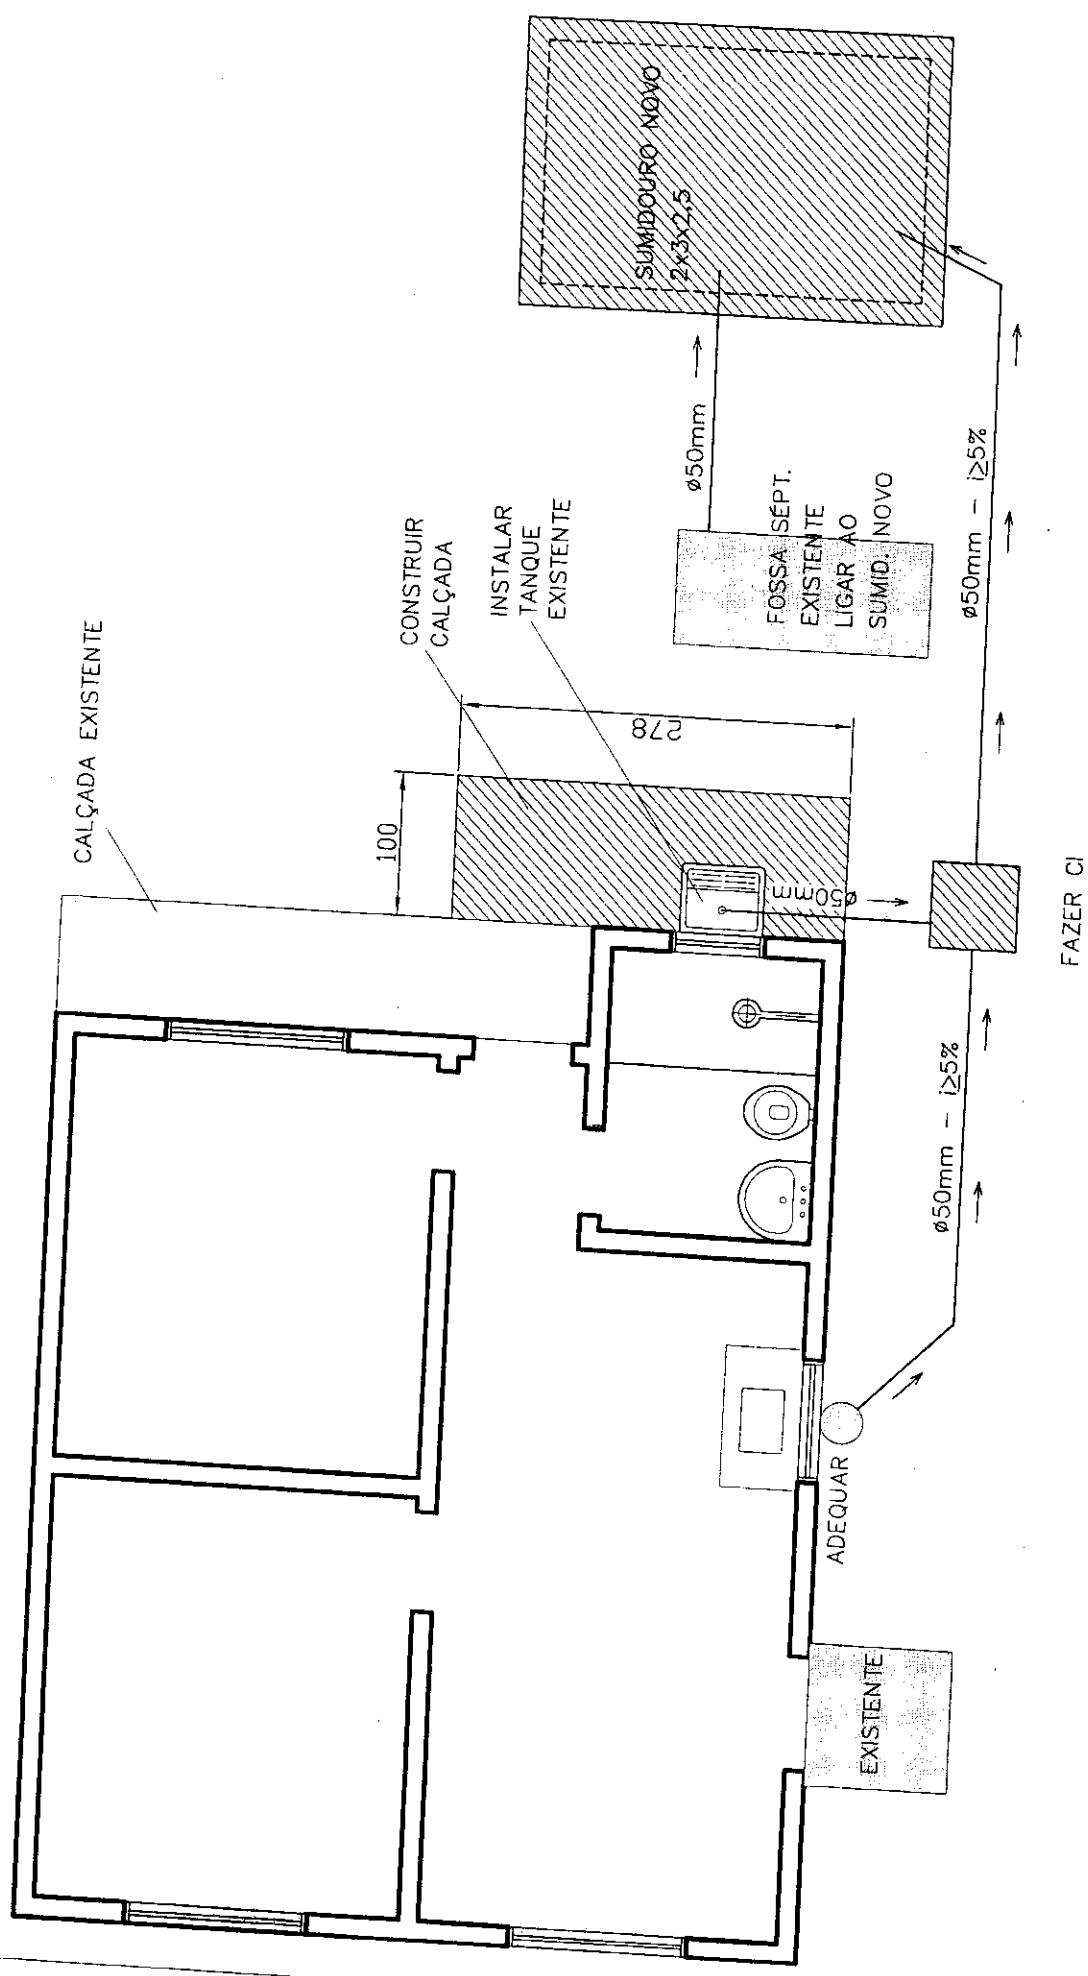 CALÇADA EXISTENTE
CONSTRUIR
CALÇADA
INSTALAR
TANQUE
EXISTENTE
SUMIDOURO NOVO
2x3x2,5
ø50mm
FOSSA SÉPT.
EXISTENTE
LIGAR AO
SUMID. NOVO
100
278
ø50mm
ø50mm - i≥5%
ø50mm - i≥5%
FAZER CI
ADEQUAR
EXISTENTE